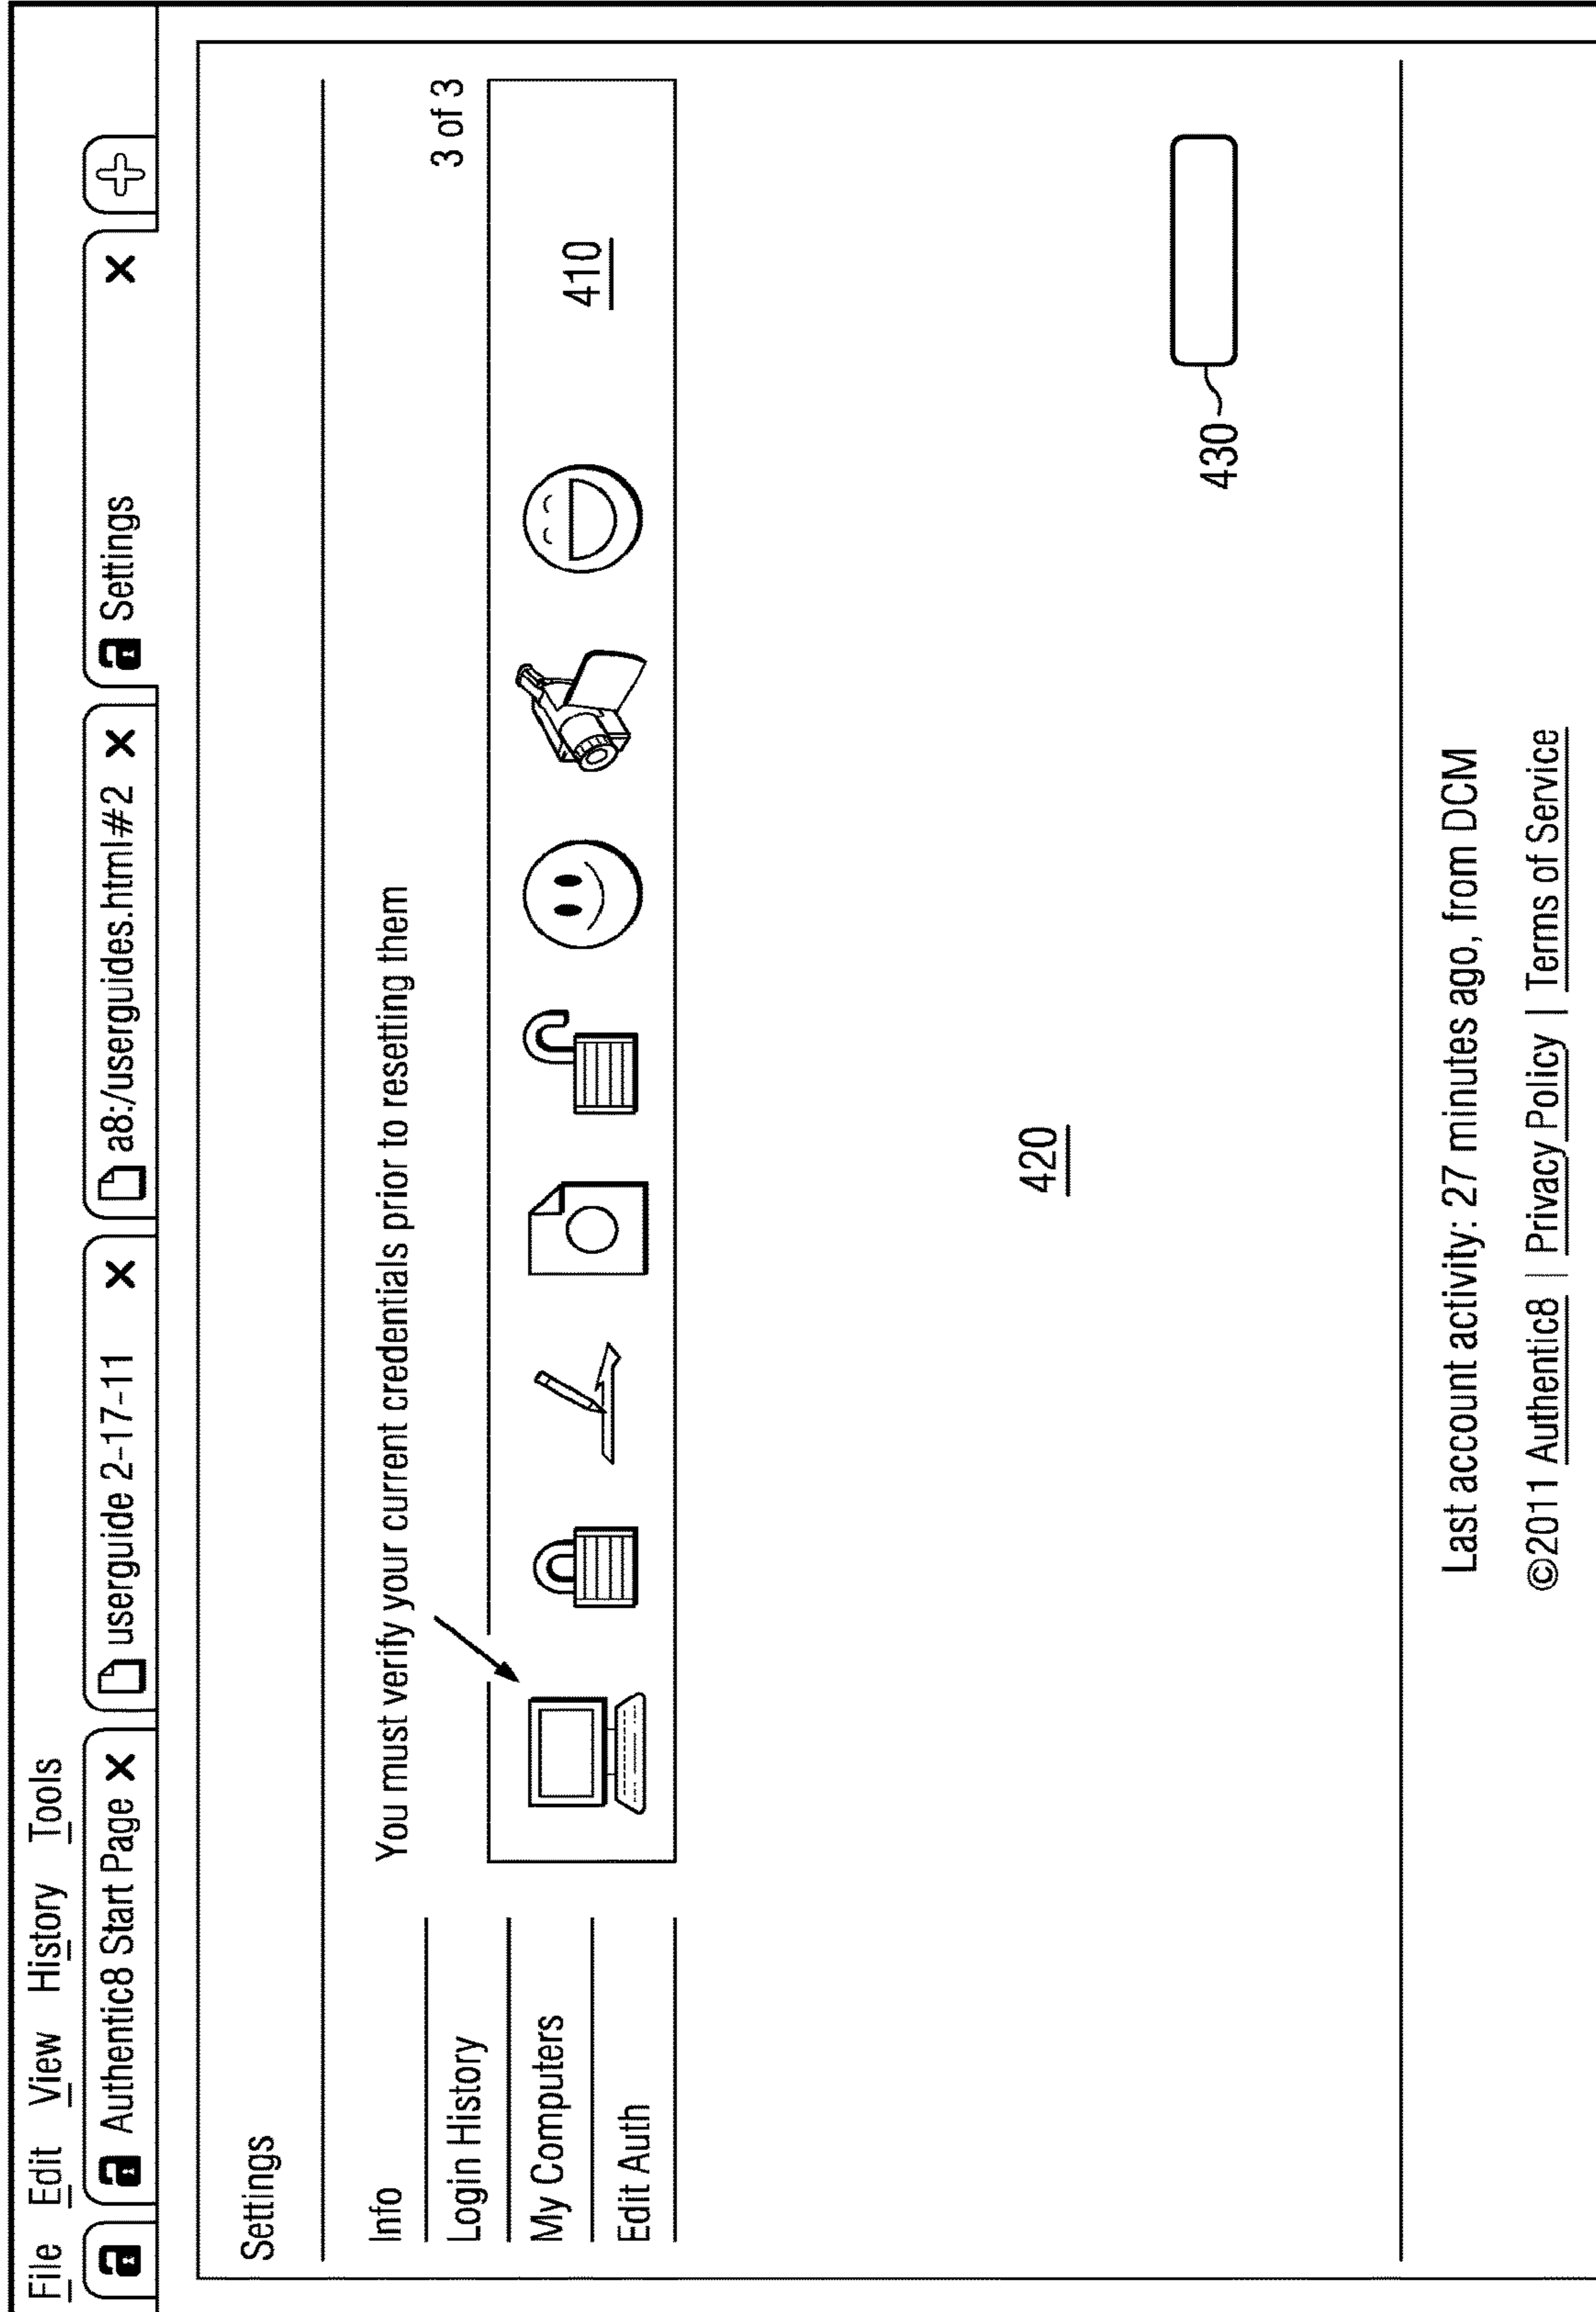 File Edit View History Tools
a Authentic8 Start Page X userguide 2-17-11 X a8:/userguides.html#2 X a Settings X
Settings
You must verify your current credentials prior to resetting them
3 of 3
Info
Login History
My Computers
Edit Auth
410
420
430
Last account activity: 27 minutes ago, from DCM
©2011 Authentic8 | Privacy Policy | Terms of Service